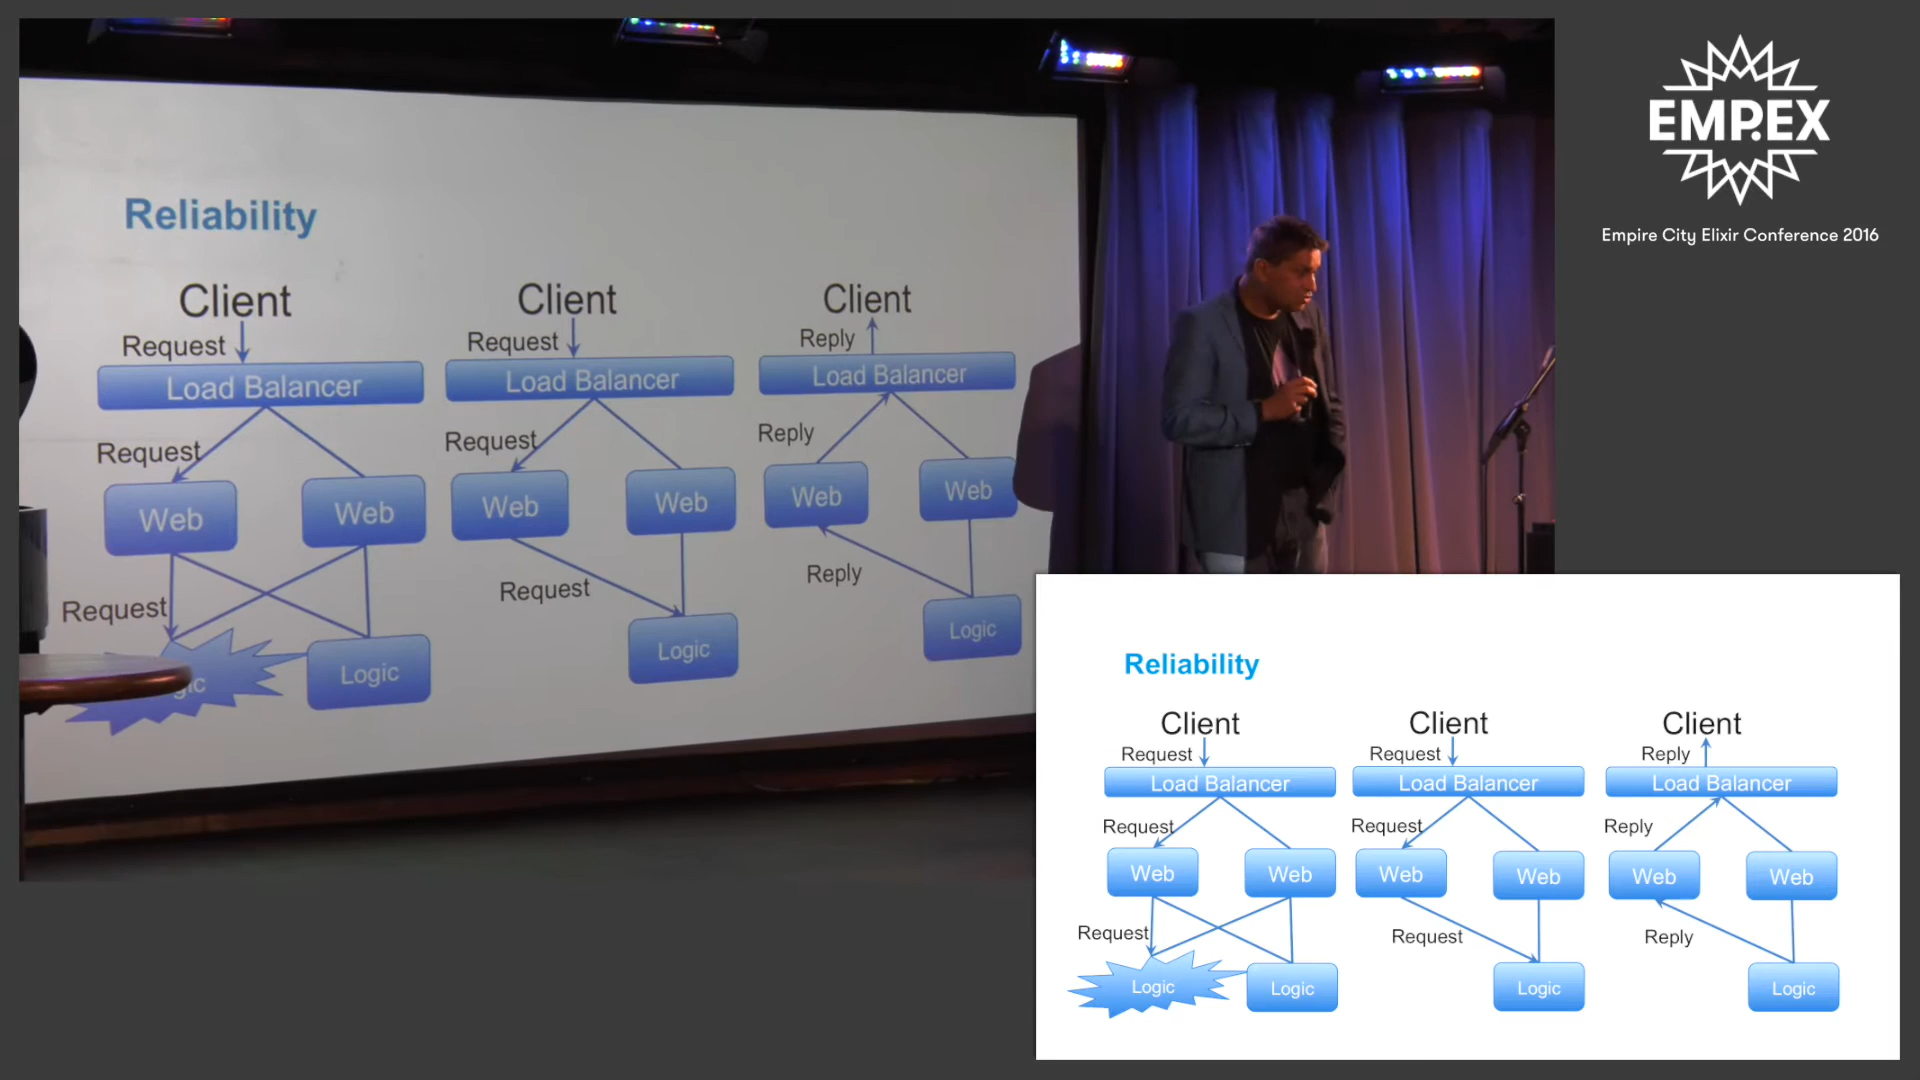 Reliability
Client Client Client
Request Request Reply
Load Balancer Load Balancer Load Balancer
Request Request Reply
Web Web Web Web Web Web
Request Request Reply
gic Logic Logic Logic
EMP.EX
Empire City Elixir Conference 2016
Reliability
Client Client Client
Request Request Reply
Load Balancer Load Balancer Load Balancer
Request Request Reply
Web Web Web Web Web Web
Request Request Reply
Logic Logic Logic Logic